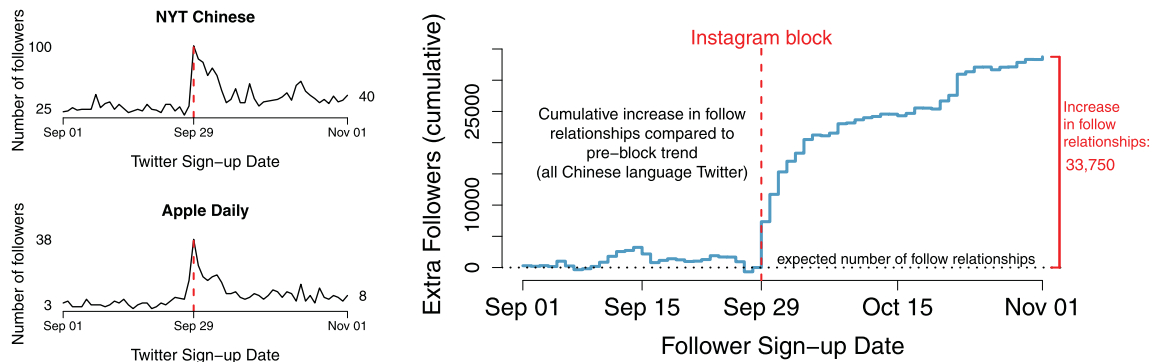 NYT Chinese
Number of followers
100
25
40
Sep 01
Sep 29
Nov 01
Twitter Sign−up Date
Apple Daily
Number of followers
38
3
8
Sep 01
Sep 29
Nov 01
Twitter Sign−up Date
Instagram block
Extra Followers (cumulative)
25000
10000
0
Cumulative increase in follow
relationships compared to
pre−block trend
(all Chinese language Twitter)
expected number of follow relationships
Increase
in follow
relationships:
33,750
Sep 01
Sep 15
Sep 29
Oct 15
Nov 01
Follower Sign−up Date